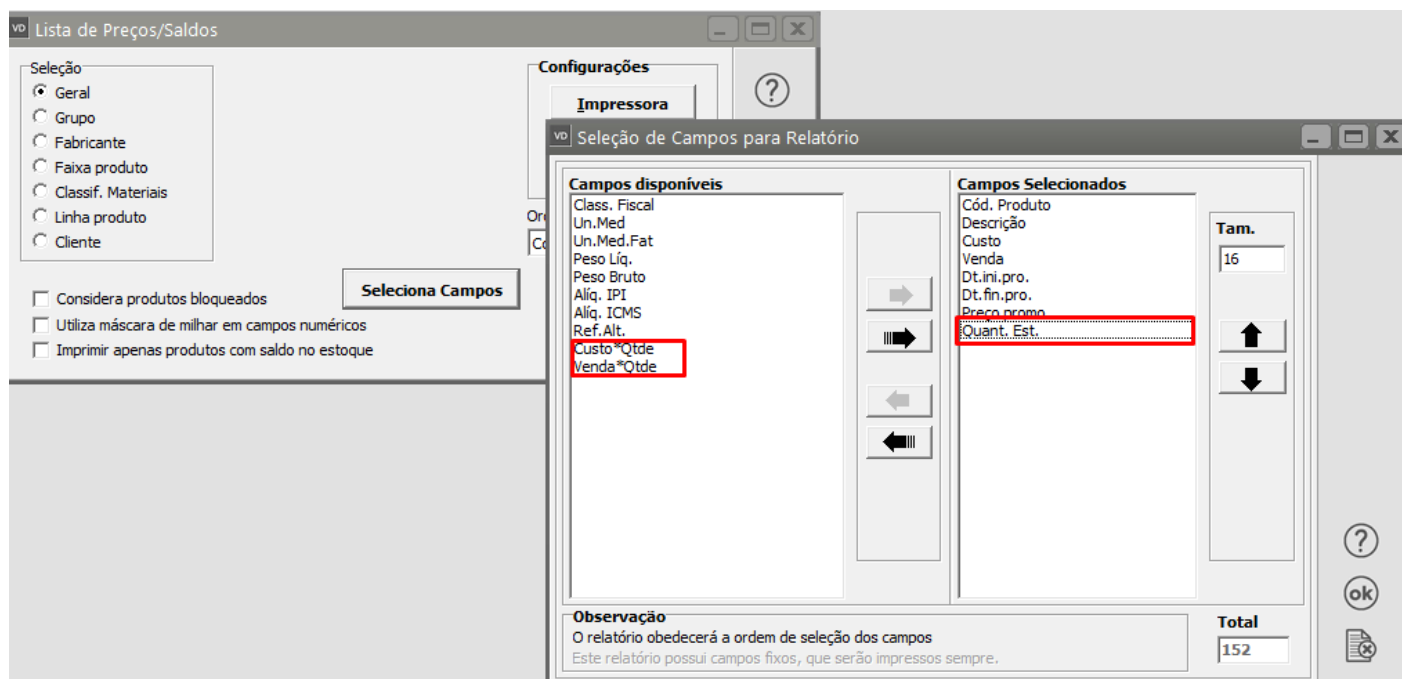 VD Lista de Preços/Saldos
Seleção
Geral
Grupo
Fabricante
Faixa produto
Classif. Materiais
Linha produto
Cliente
Configurações
Impressora
?
Seleciona Campos
Considera produtos bloqueados
Utiliza máscara de milhar em campos numéricos
Imprimir apenas produtos com saldo no estoque
VD Seleção de Campos para Relatório
Campos disponíveis
Class. Fiscal
Un.Med
Un.Med.Fat
Peso Líq.
Peso Bruto
Alíq. IPI
Alíq. ICMS
Ref.Alt.
Custo*Qtde
Venda*Qtde
Campos Selecionados
Cód. Produto
Descrição
Custo
Venda
Dt.ini.pro.
Dt.fin.pro.
Preço promo
Quant. Est.
Tam.
16
?
ok
Observação
O relatório obedecerá a ordem de seleção dos campos
Este relatório possui campos fixos, que serão impressos sempre.
Total
152